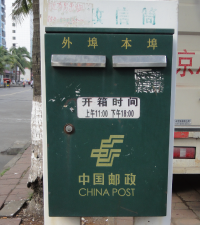 政信筒
外埠 本埠
开箱时间
上午11:00 下午18:00
中国邮政
CHINA POST
京